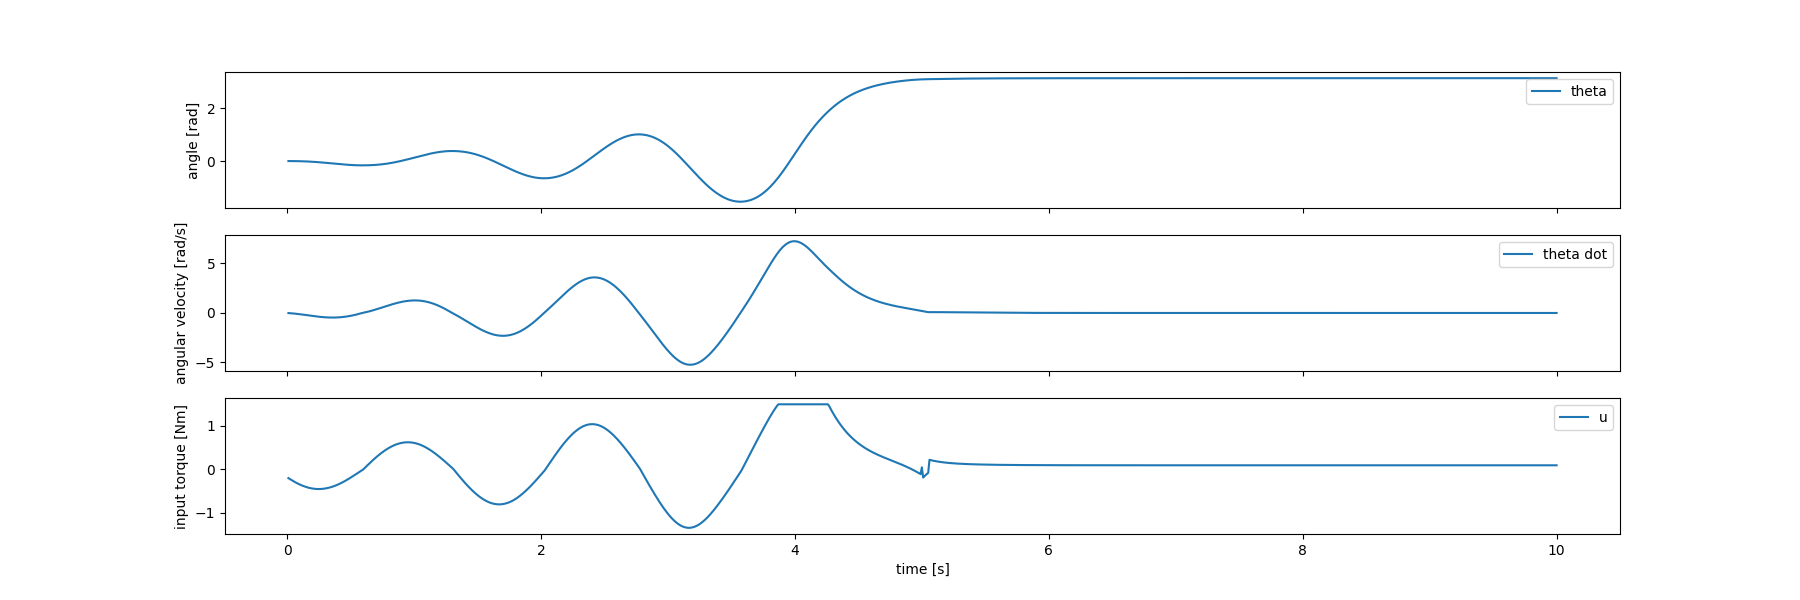 angle [rad]
2
0
theta
angular velocity [rad/s]
5
0
−5
theta dot
input torque [Nm]
1
0
−1
u
0 2 4 6 8 10
time [s]